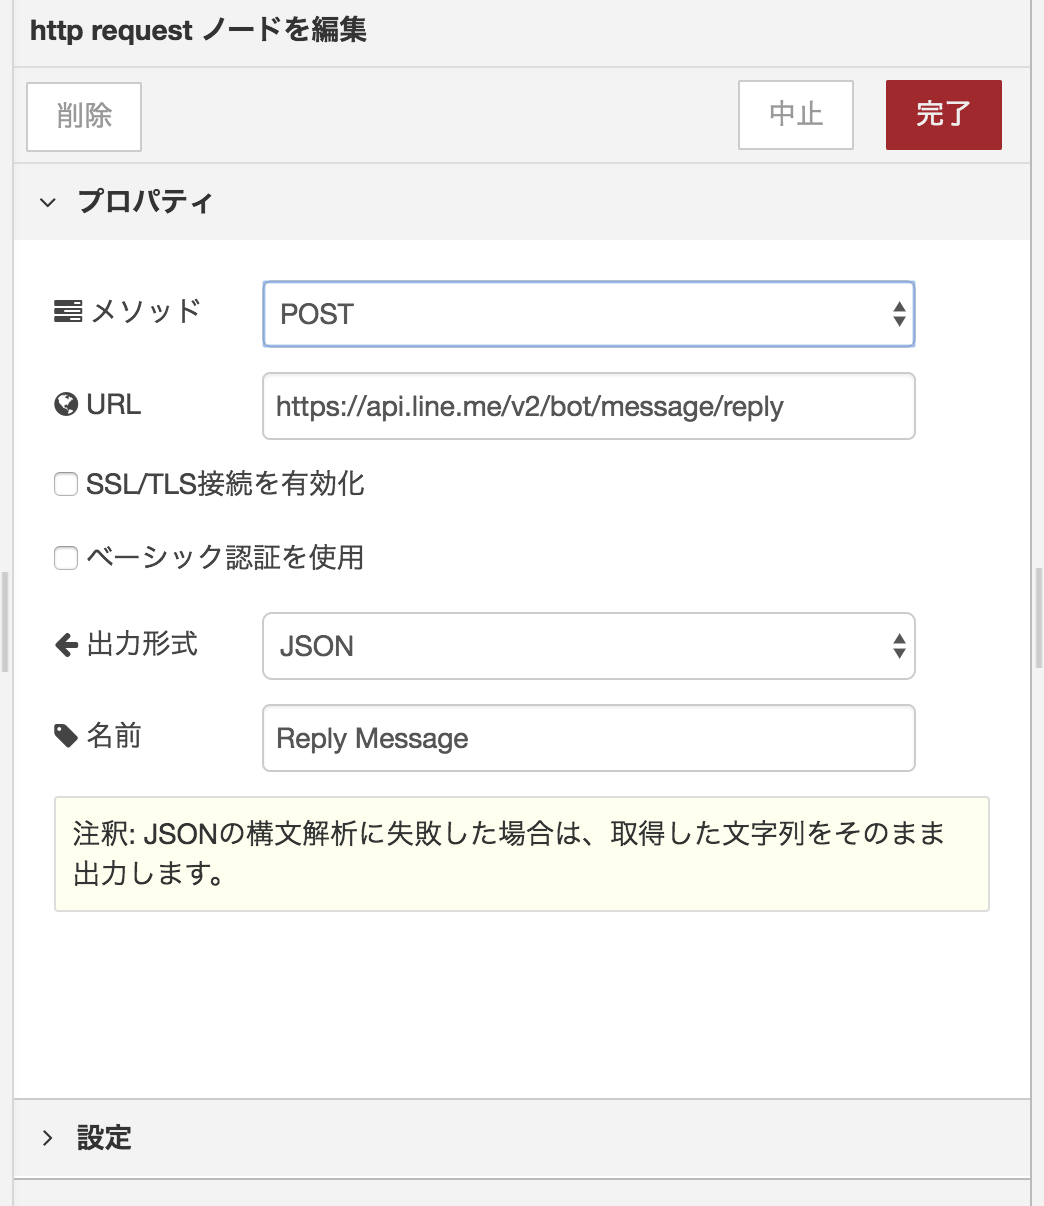 http request ノードを編集
削除
中止
完了
プロパティ
メソッド
POST
URL
https://api.line.me/v2/bot/message/reply
SSL/TLS接続を有効化
ベーシック認証を使用
出力形式
JSON
名前
Reply Message
注釈: JSONの構文解析に失敗した場合は、取得した文字列をそのまま
出力します。
設定